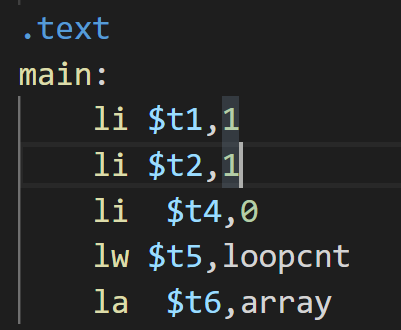 .text
main:
    li $t1,1
    li $t2,1
    li  $t4,0
    lw $t5,loopcnt
    la  $t6,array